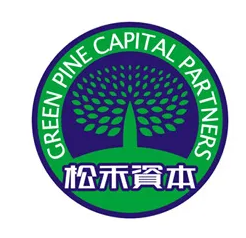 GREEN PINE CAPITAL PARTNERS
松禾資本